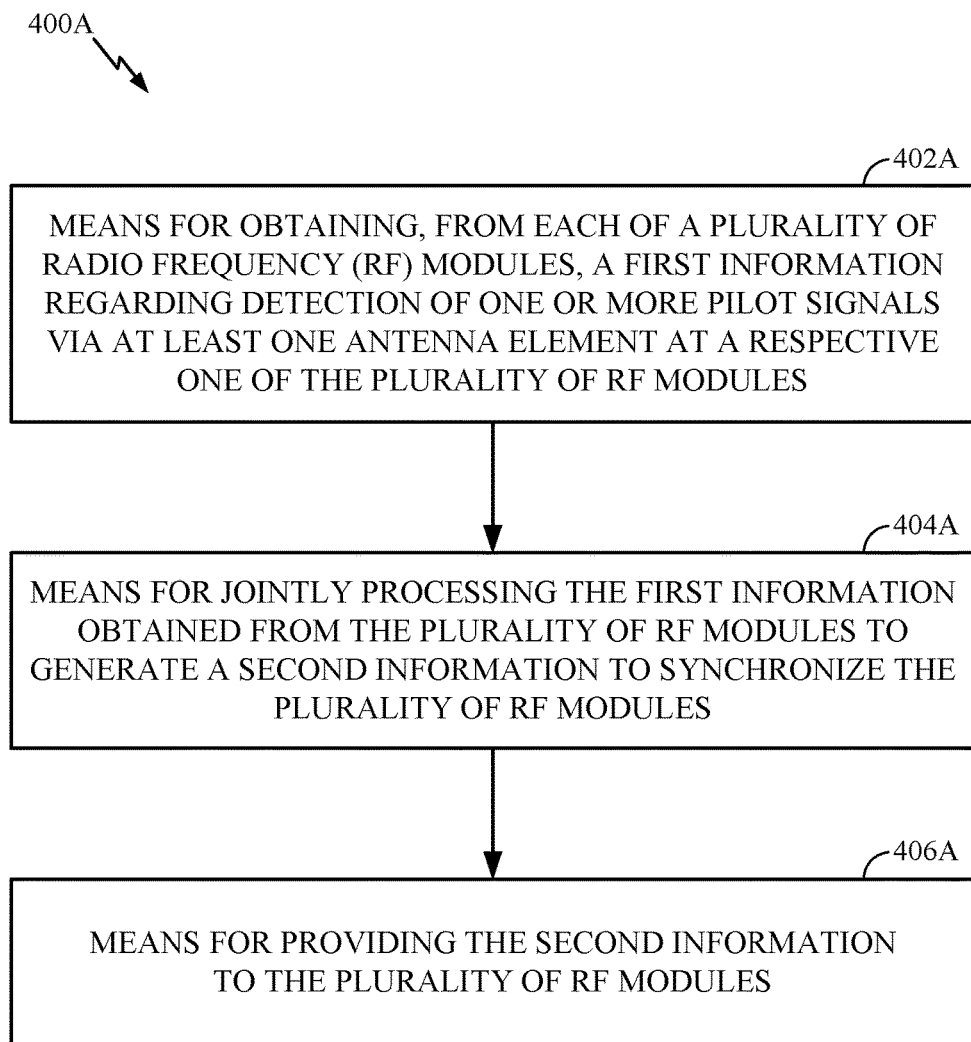 400A
402A
MEANS FOR OBTAINING, FROM EACH OF A PLURALITY OF
RADIO FREQUENCY (RF) MODULES, A FIRST INFORMATION
REGARDING DETECTION OF ONE OR MORE PILOT SIGNALS
VIA AT LEAST ONE ANTENNA ELEMENT AT A RESPECTIVE
ONE OF THE PLURALITY OF RF MODULES
404A
MEANS FOR JOINTLY PROCESSING THE FIRST INFORMATION
OBTAINED FROM THE PLURALITY OF RF MODULES TO
GENERATE A SECOND INFORMATION TO SYNCHRONIZE THE
PLURALITY OF RF MODULES
406A
MEANS FOR PROVIDING THE SECOND INFORMATION
TO THE PLURALITY OF RF MODULES